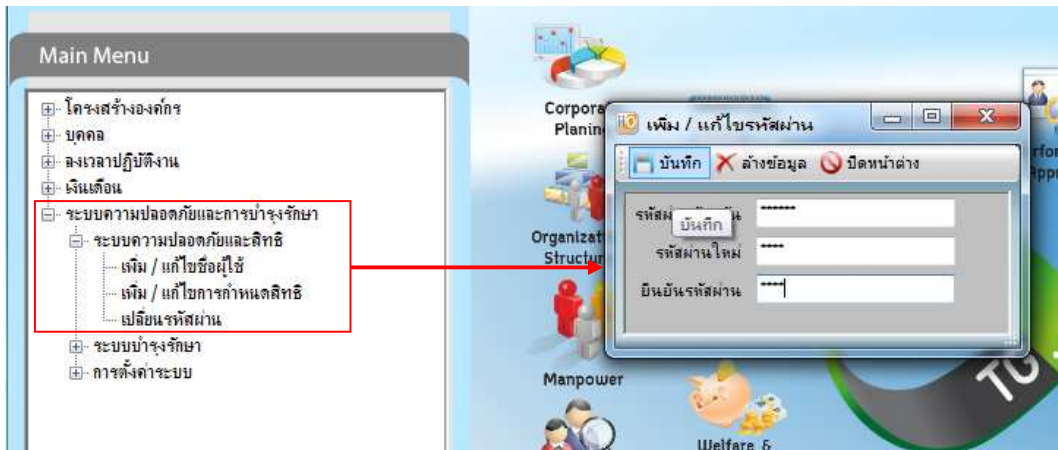 Main Menu
โครงสร้างองค์กร
บุคคล
ลงเวลาปฏิบัติงาน
เงินเดือน
ระบบความปลอดภัยและการบำรุงรักษา
ระบบความปลอดภัยและสิทธิ
เพิ่ม / แก้ไขชื่อผู้ใช้
เพิ่ม / แก้ไขการกำหนดสิทธิ
เปลี่ยนรหัสผ่าน
ระบบบำรุงรักษา
การตั้งค่าระบบ
Corpora
Planin
Organizat
Structur
Manpower
Welfare &
เพิ่ม / แก้ไขรหัสผ่าน
บันทึก ล้างข้อมูล ปิดหน้าต่าง
******
บันทึก
รหัสผ่านใหม่ ****
ยืนยันรหัสผ่าน ****
TG